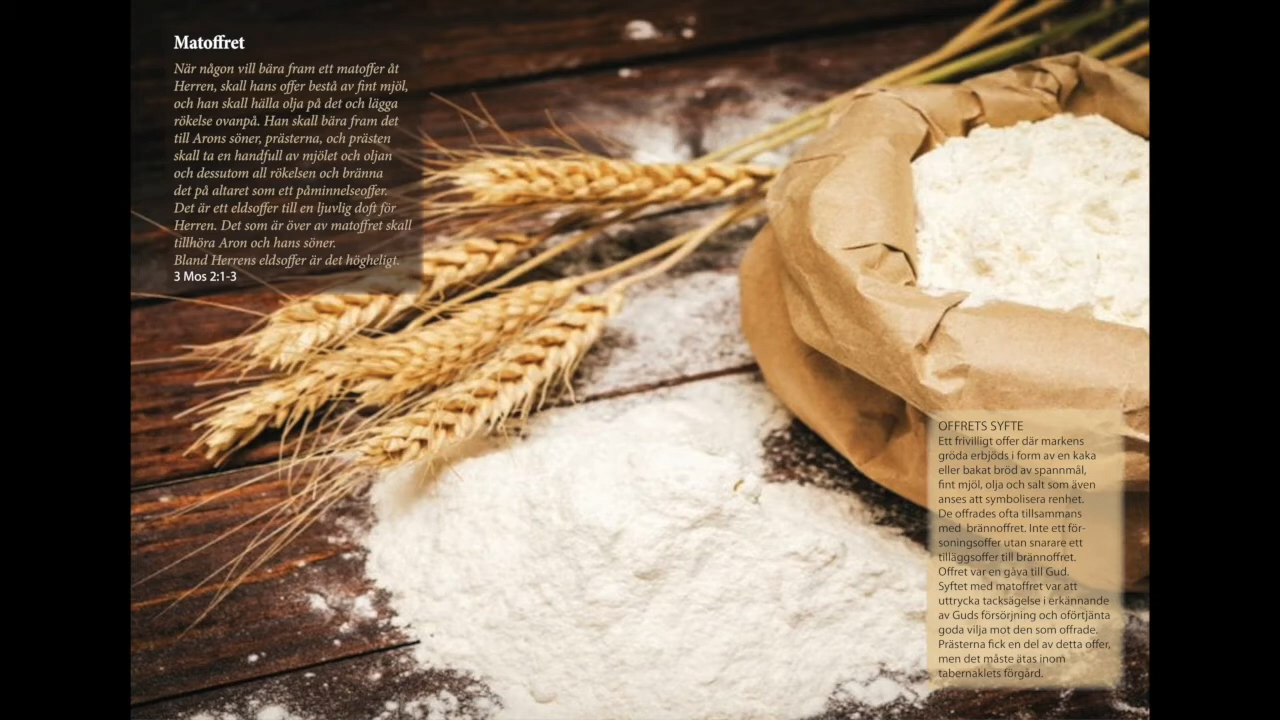 Matoffret
När någon vill bära fram ett matoffer åt
Herren, skall hans offer bestå av fint mjöl,
och han skall hälla olja på det och lägga
rökelse ovanpå. Han skall bära fram det
till Arons söner, prästerna, och prästen
skall ta en handfull av mjölet och oljan
och dessutom all rökelsen och bränna
det på altaret som ett påminnelseoffer.
Det är ett eldsoffer till en ljuvlig doft för
Herren. Det som är över av matoffret skall
tillhöra Aron och hans söner.
Bland Herrens eldsoffer är det högheligt.
3 Mos 2:1-3
OFFRETS SYFTE
Ett frivilligt offer där markens
gröda erbjöds i form av en kaka
eller bakat bröd av spannmål,
fint mjöl, olja och salt som även
anses att symbolisera renhet.
De offrades ofta tillsammans
med brännoffret. Inte ett för-
soningsoffer utan snarare ett
tilläggsoffer till brännoffret.
Offret var en gåva till Gud.
Syftet med matoffret var att
uttrycka tacksägelse i erkännande
av Guds försörjning och oförtjänta
goda vilja mot den som offrade.
Prästerna fick en del av detta offer,
men det måste ätas inom
tabernaklets förgård.